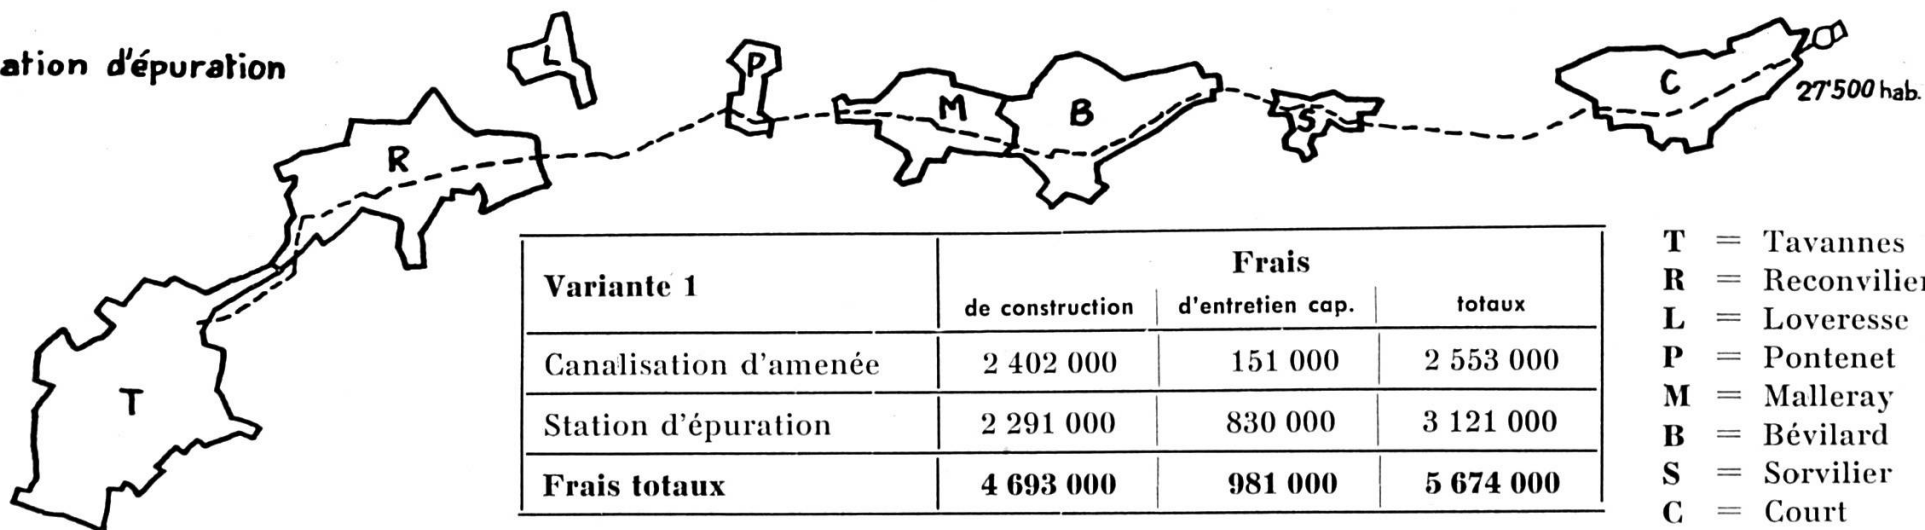 ation d'épuration
L
P
R
M
B
S
C
27'500 hab.
T
Variante 1
Frais
de construction d'entretien cap. totaux
Canalisation d'amenée 2 402 000 151 000 2 553 000
Station d'épuration 2 291 000 830 000 3 121 000
Frais totaux 4 693 000 981 000 5 674 000
T = Tavannes
R = Reconvilier
L = Loveresse
P = Pontenet
M = Malleray
B = Bévilard
S = Sorvilier
C = Court